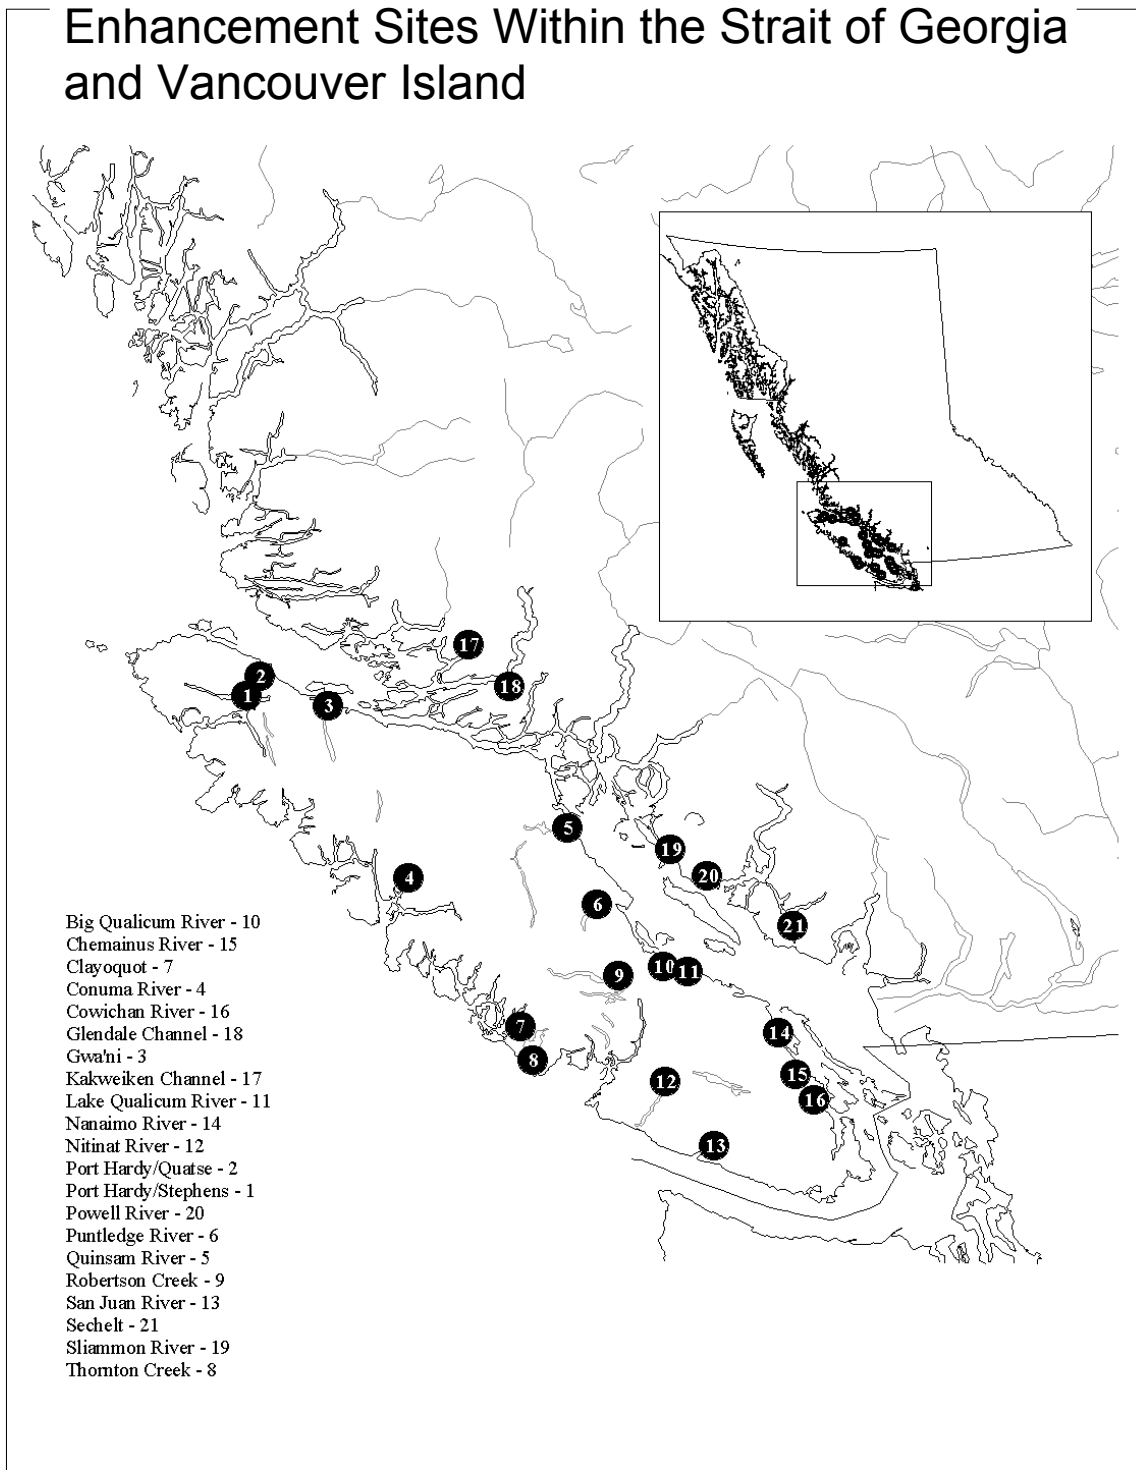 Enhancement Sites Within the Strait of Georgia
and Vancouver Island
17
2
18
1
3
5
19
4
20
6
21
10
11
9
7
14
8
15
12
16
13
Big Qualicum River - 10
Chemainus River - 15
Clayoquot - 7
Conuma River - 4
Cowichan River - 16
Glendale Channel - 18
Gwa'ni - 3
Kakweiken Channel - 17
Lake Qualicum River - 11
Nanaimo River - 14
Nitinat River - 12
Port Hardy/Quatse - 2
Port Hardy/Stephens - 1
Powell River - 20
Puntledge River - 6
Quinsam River - 5
Robertson Creek - 9
San Juan River - 13
Sechelt - 21
Sliammon River - 19
Thornton Creek - 8